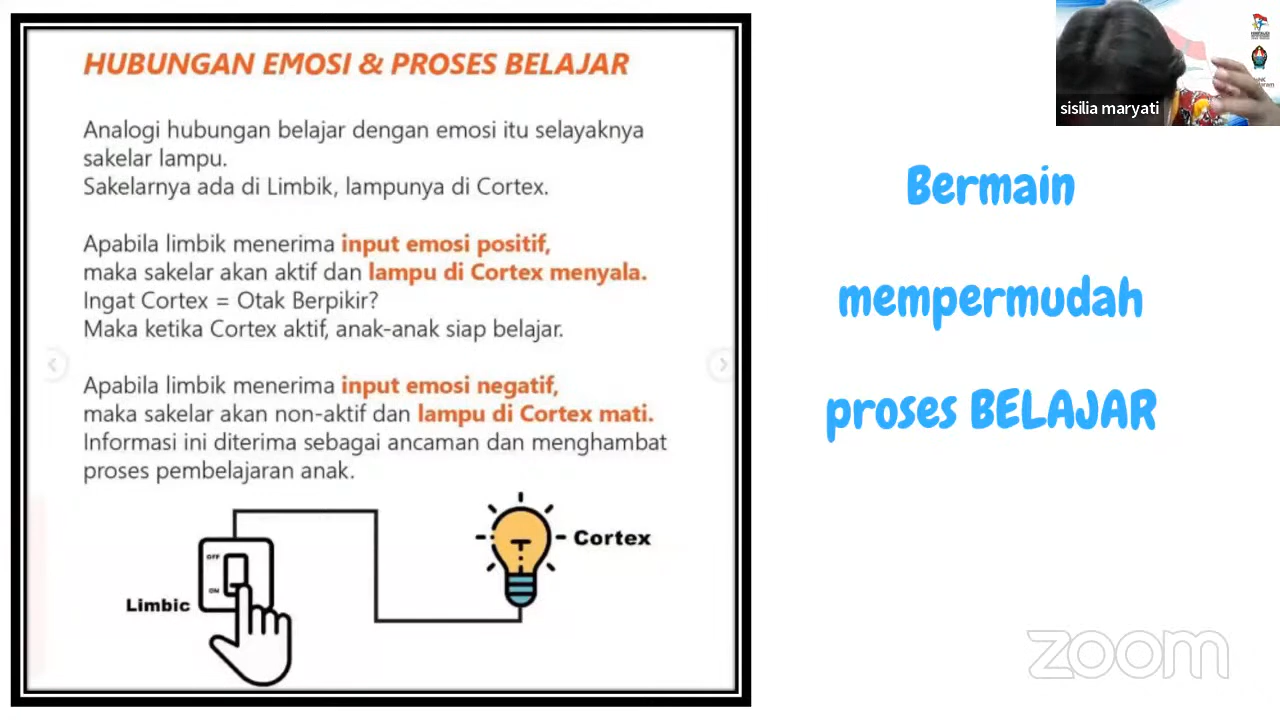 HUBUNGAN EMOSI & PROSES BELAJAR
Analogi hubungan belajar dengan emosi itu selayaknya
sakelar lampu.
Sakelarnya ada di Limbik, lampunya di Cortex.
Apabila limbik menerima input emosi positif,
maka sakelar akan aktif dan lampu di Cortex menyala.
Ingat Cortex = Otak Berpikir?
Maka ketika Cortex aktif, anak-anak siap belajar.
Apabila limbik menerima input emosi negatif,
maka sakelar akan non-aktif dan lampu di Cortex mati.
Informasi ini diterima sebagai ancaman dan menghambat
proses pembelajaran anak.
OFF
ON
Limbic
Cortex
sisilia maryati
Bermain
mempermudah
proses BELAJAR
zoom